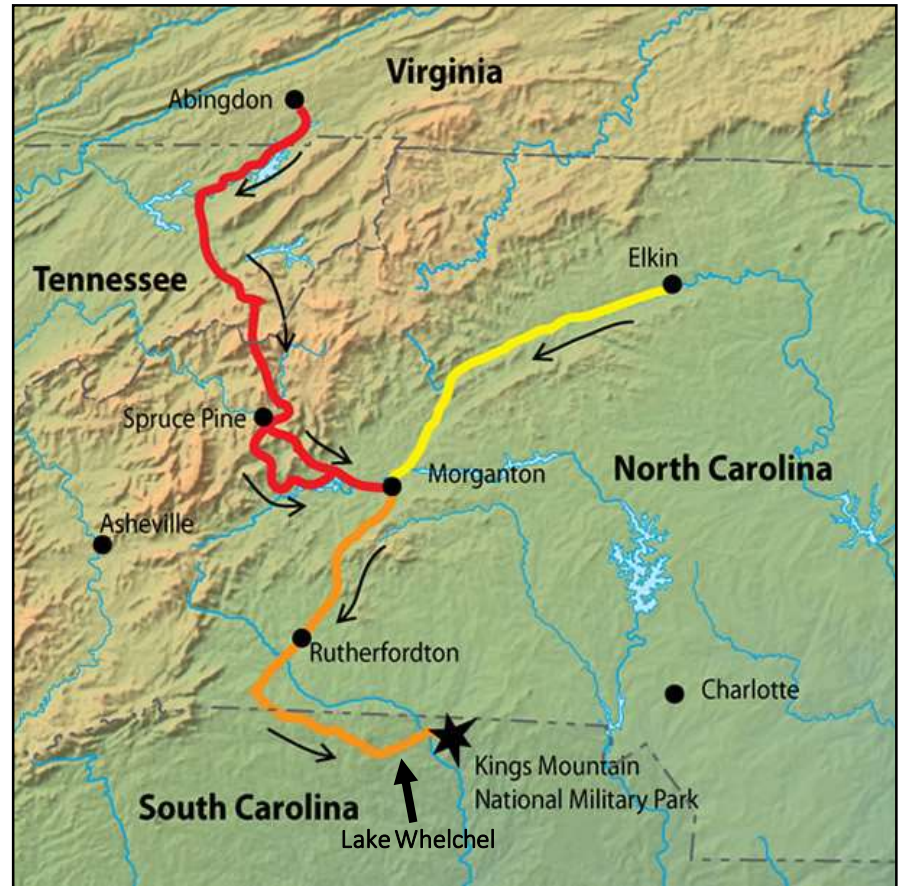 Virginia
Abingdon
Elkin
Tennessee
Spruce Pine
Morganton
North Carolina
Asheville
Rutherfordton
Charlotte
Kings Mountain
National Military Park
South Carolina
Lake Whelchel